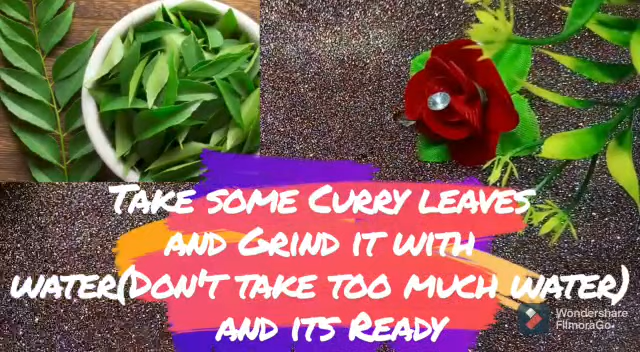 Take some Curry leaves
and Grind it with
water(Don't take too much water)
and its Ready
Wondershare
FilmoraGo